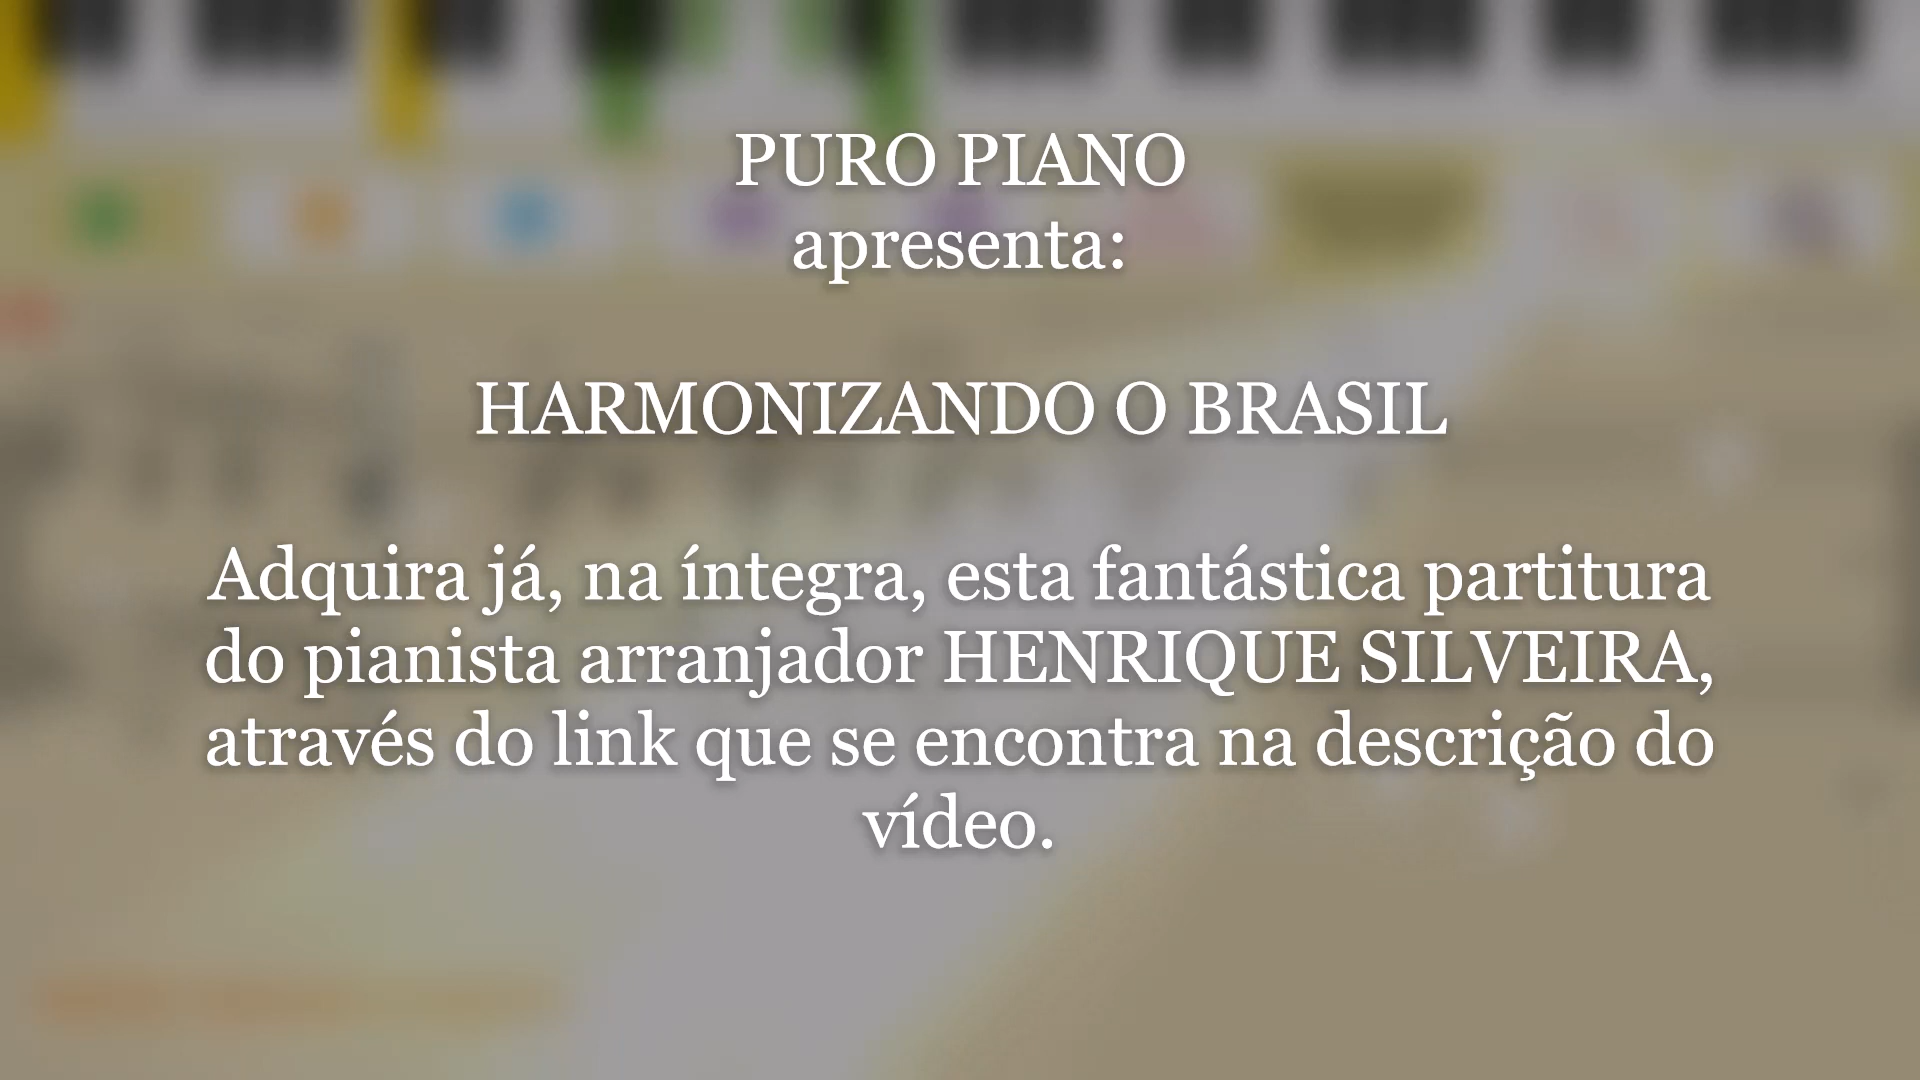 PURO PIANO
apresenta:
HARMONIZANDO O BRASIL
Adquira já, na íntegra, esta fantástica partitura
do pianista arranjador HENRIQUE SILVEIRA,
através do link que se encontra na descrição do
vídeo.